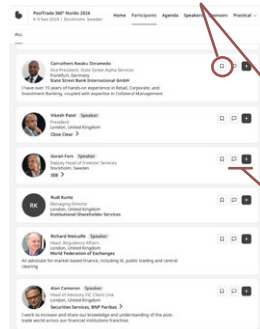 PostTrade 360° Nordic 2024
4-5 Sep 2024 | Stockholm, Sweden
Home Participants Agenda Speakers Sponsors Practical
ALL
Carruthers Kwaku Dsramedo
Vice President, State Street Alpha Services
Frankfurt, Germany
State Street Bank International GmbH
I have over 15 years of hands-on experience in Retail, Corporate, and
Investment Banking, coupled with expertise in Collateral Management.
Vikesh Patel Speaker
President
London, United Kingdom
Cboe Clear >
Goran Fors Speaker
Deputy Head of Investor Services
Stockholm, Sweden
SEB >
RK
Rudi Kuntz
Managing Director
London, United Kingdom
Institutional Shareholder Services
Richard Metcalfe Speaker
Head, Regulatory Affairs
London, United Kingdom
World Federation of Exchanges
An advocate for market-based finance, including IL public trading and central
clearing
Alan Cameron Speaker
Head of Advisory FIC Client Line
London, United Kingdom
Securities Services, BNP Paribas >
I work to increase and share our knowledge and understanding of the post-
trade world across our financial institutions franchise.